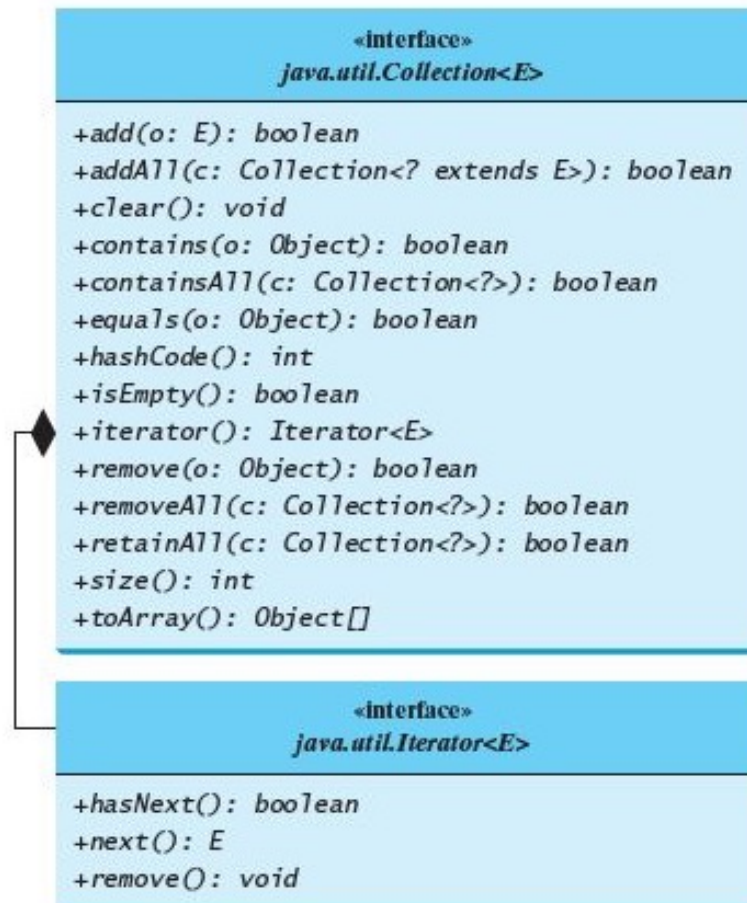 «interface»
java.util.Collection<E>
+add(o: E): boolean
+addAll(c: Collection<? extends E>): boolean
+clear(): void
+contains(o: Object): boolean
+containsAll(c: Collection<?>): boolean
+equals(o: Object): boolean
+hashCode(): int
+isEmpty(): boolean
+iterator(): Iterator<E>
+remove(o: Object): boolean
+removeAll(c: Collection<?>): boolean
+retainAll(c: Collection<?>): boolean
+size(): int
+toArray(): Object[]
«interface»
java.util.Iterator<E>
+hasNext(): boolean
+next(): E
+remove(): void